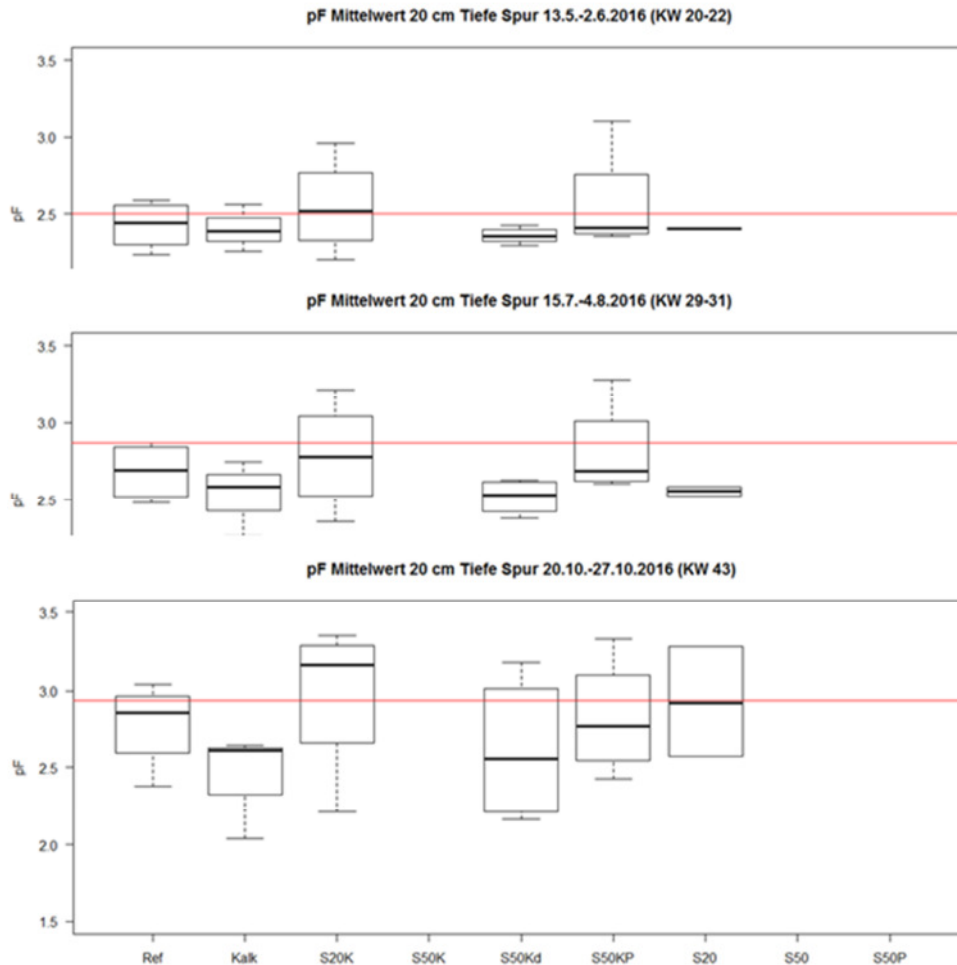 pF Mittelwert 20 cm Tiefe Spur 13.5.-2.6.2016 (KW 20-22)
3.5
3.0
2.5
pF
pF Mittelwert 20 cm Tiefe Spur 15.7.-4.8.2016 (KW 29-31)
3.5
3.0
2.5
pF
pF Mittelwert 20 cm Tiefe Spur 20.10.-27.10.2016 (KW 43)
3.5
3.0
2.5
2.0
1.5
pF
Ref Kalk S20K S50K S50Kd S50KP S20 S50 S50P